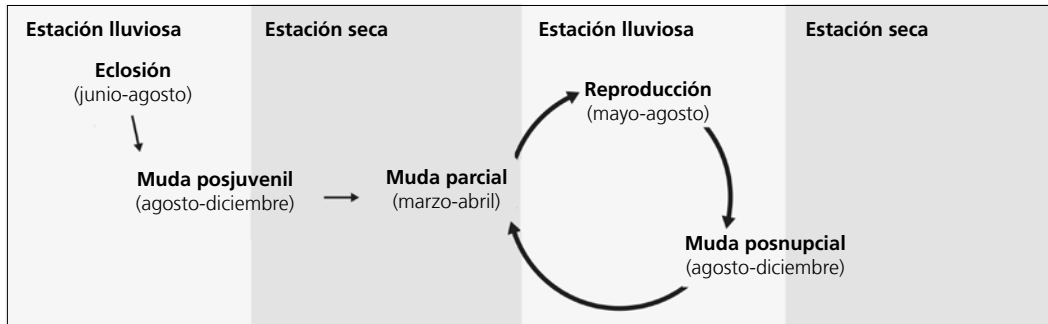 Estación lluviosa
Estación seca
Estación lluviosa
Estación seca
Eclosión
(junio-agosto)
Reproducción
(mayo-agosto)
Muda posjuvenil
(agosto-diciembre)
Muda parcial
(marzo-abril)
Muda posnupcial
(agosto-diciembre)